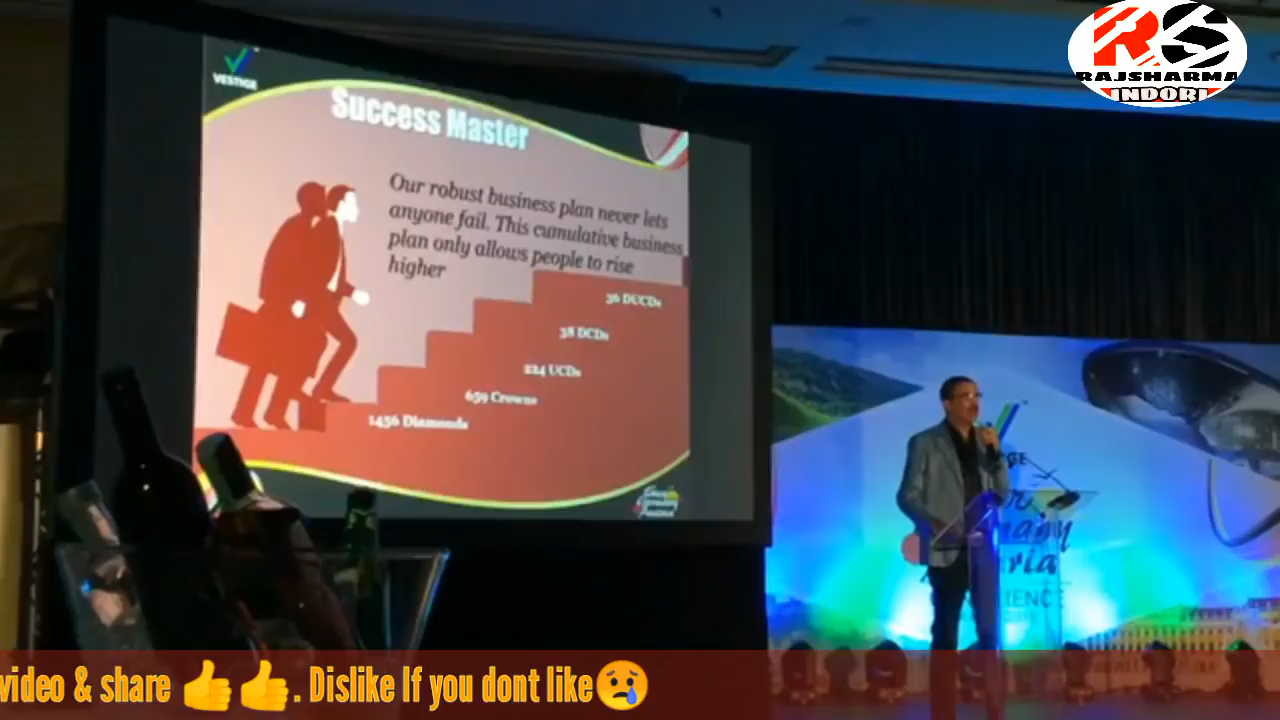 RS
RAJSHARMA
INDORI
VESTIGE
Success Master
Our robust business plan never lets
anyone fail. This cumulative business
plan only allows people to rise
higher
36 DUCDs
38 DCDs
224 UCDs
659 Crowns
1456 Diamonds
video & share 👍👍. Dislike If you dont like😢